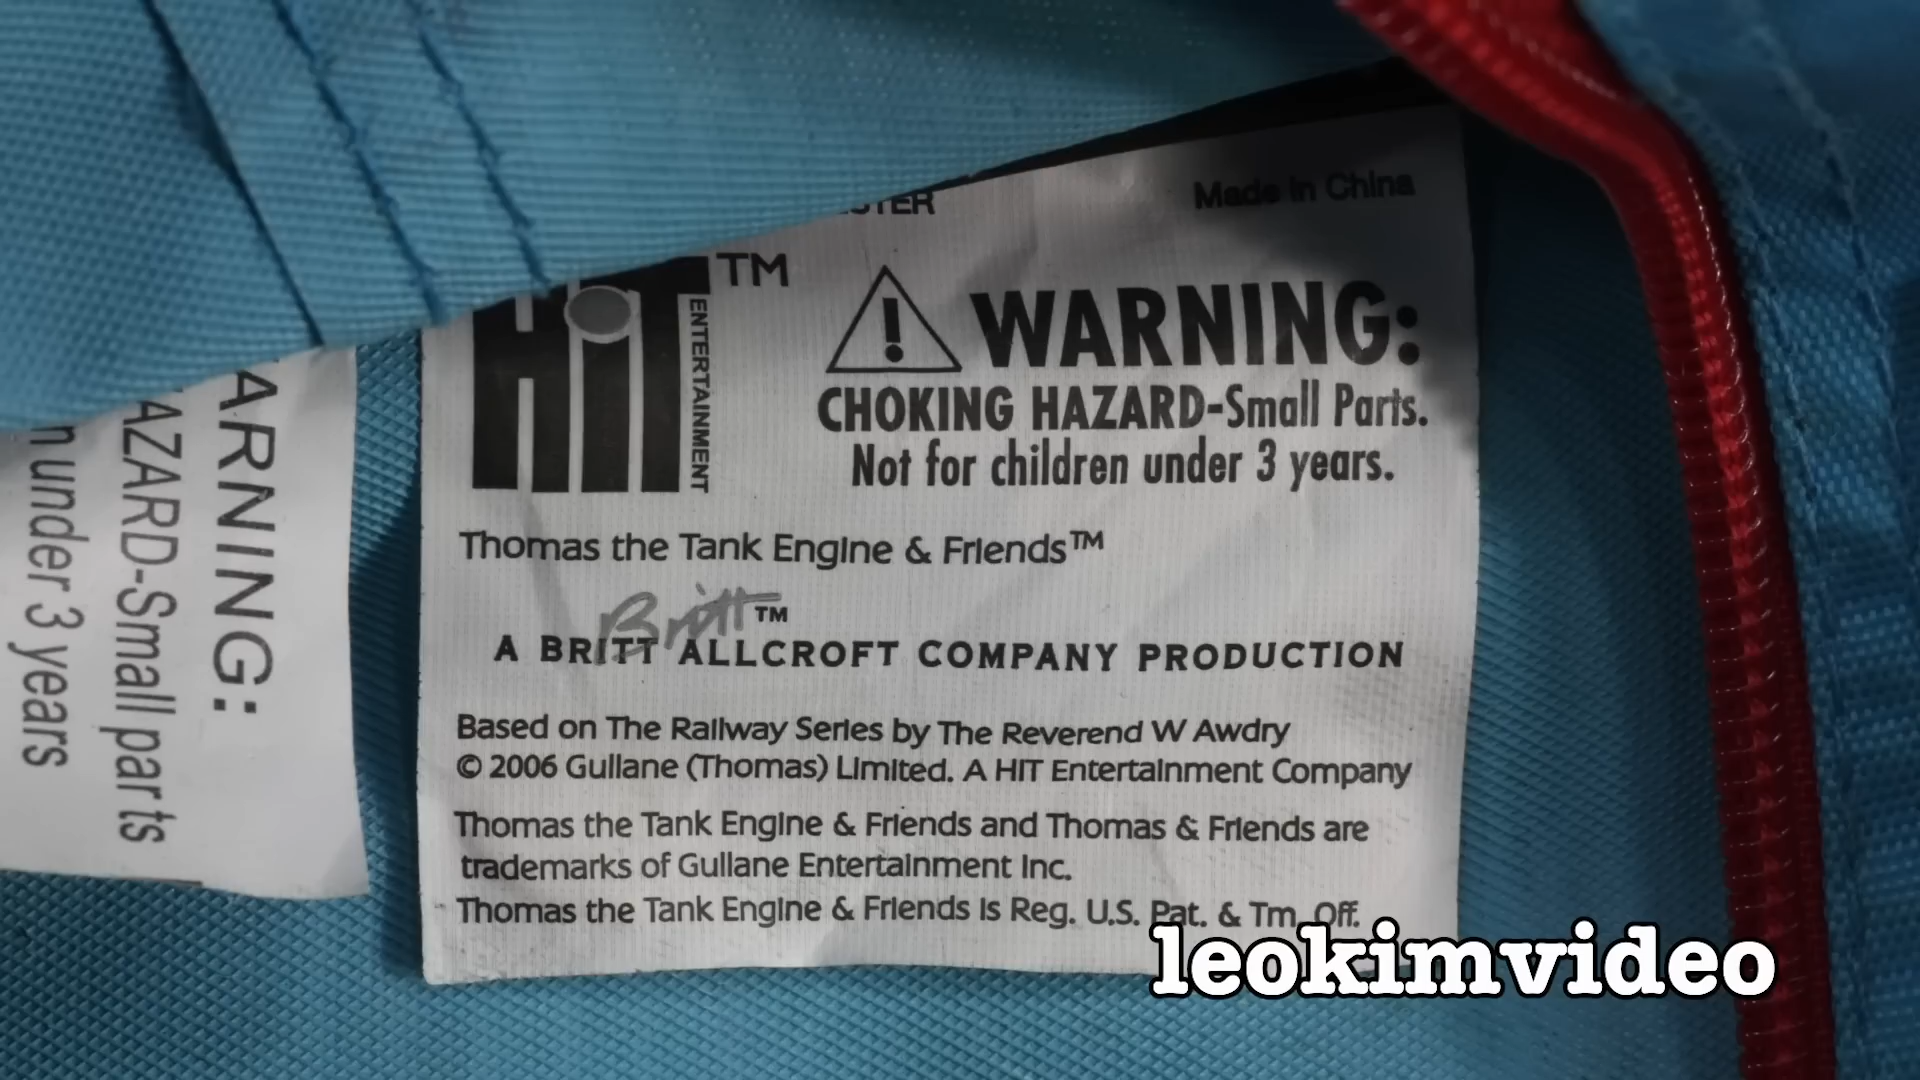 Made in China
HiT ENTERTAINMENT TM
WARNING:
CHOKING HAZARD-Small Parts.
Not for children under 3 years.
Thomas the Tank Engine & Friends™
Britt™
A BRITT ALLCROFT COMPANY PRODUCTION
Based on The Railway Series by The Reverend W Awdry
© 2006 Gullane (Thomas) Limited. A HIT Entertainment Company
Thomas the Tank Engine & Friends and Thomas & Friends are
trademarks of Gullane Entertainment Inc.
Thomas the Tank Engine & Friends is Reg. U.S. Pat. & Tm. Off.
ARNING:
AZARD-Small parts
n under 3 years
leokimvideo